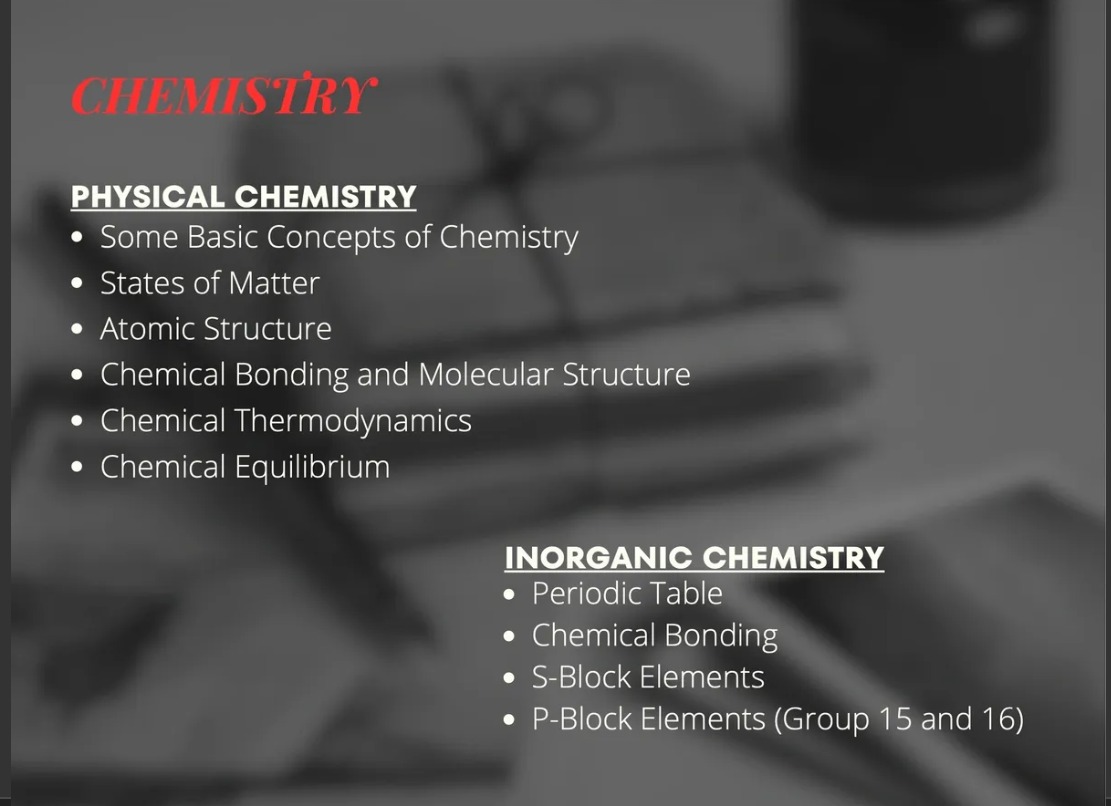 CHEMISTRY
PHYSICAL CHEMISTRY
• Some Basic Concepts of Chemistry
• States of Matter
• Atomic Structure
• Chemical Bonding and Molecular Structure
• Chemical Thermodynamics
• Chemical Equilibrium
INORGANIC CHEMISTRY
• Periodic Table
• Chemical Bonding
• S-Block Elements
• P-Block Elements (Group 15 and 16)